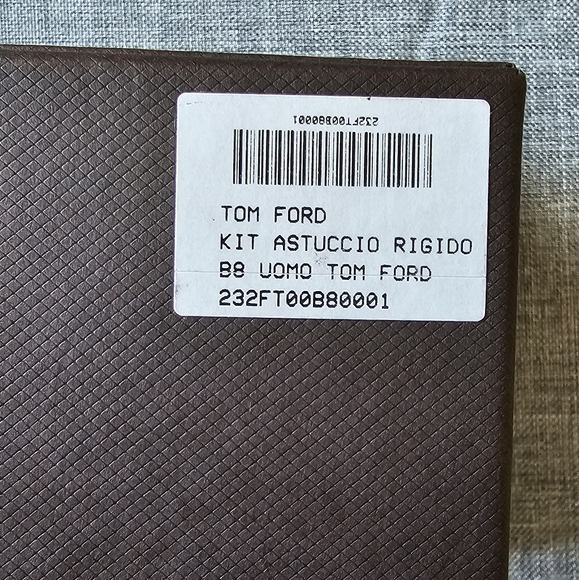 232FT00B80001
TOM FORD
KIT ASTUCCIO RIGIDO
B8 UOMO TOM FORD
232FT00B80001